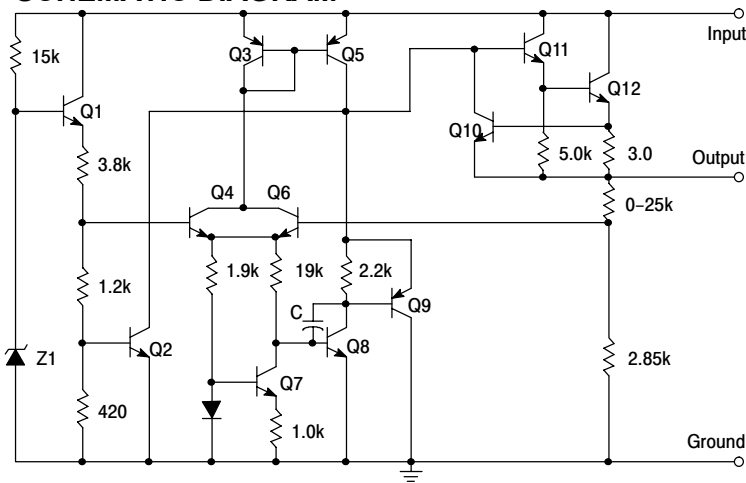 SCHEMATIC DIAGRAM
Input
Q3
Q5
Q11
15k
Q12
Q1
Q10
3.8k
5.0k
3.0
Output
Q4
Q6
0–25k
1.9k
19k
2.2k
1.2k
C
Q9
Z1
Q2
Q8
2.85k
Q7
420
1.0k
Ground